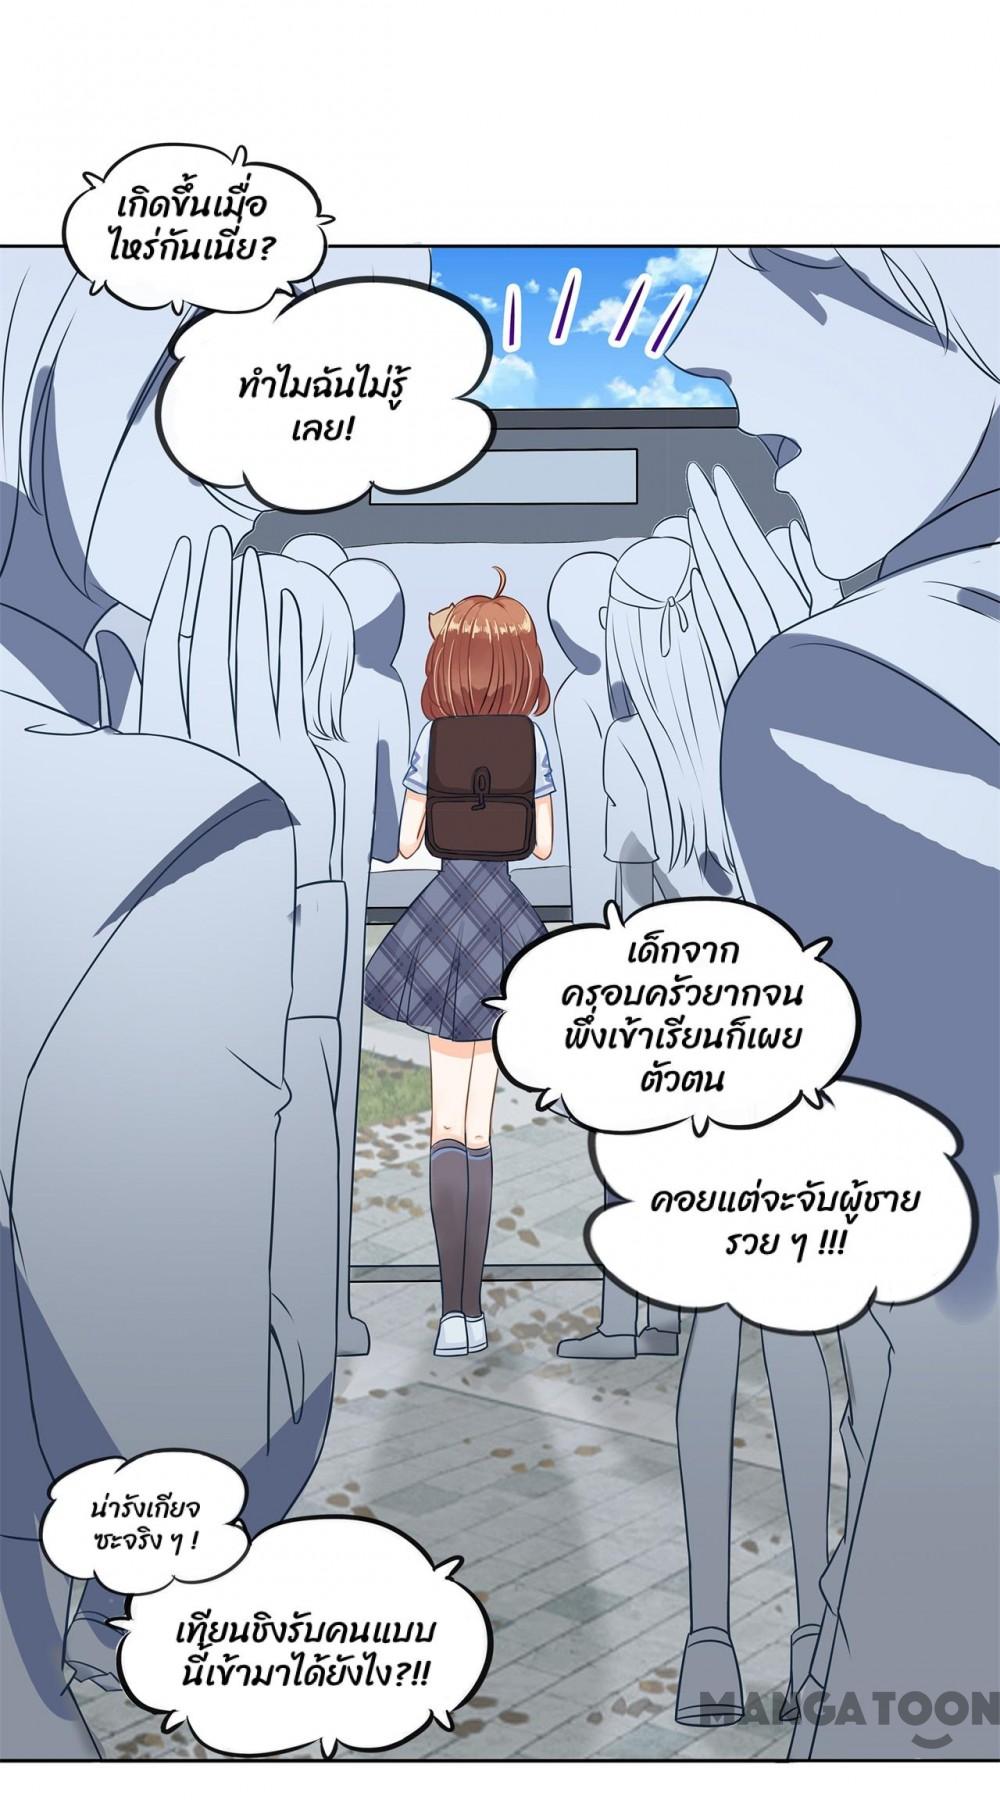 เกิดขึ้นเมื่อ
ไหร่กันเนี่ย?
ทำไมฉันไม่รู้
เลย!
เด็กจาก
ครอบครัวยากจน
พึ่งเข้าเรียนก็เผย
ตัวตน
คอยแต่จะจับผู้ชาย
รวย ๆ !!!
น่ารังเกียจ
ซะจริง ๆ !
เทียนชิงรับคนแบบ
นี้เข้ามาได้ยังไง?!!
MANGATOON